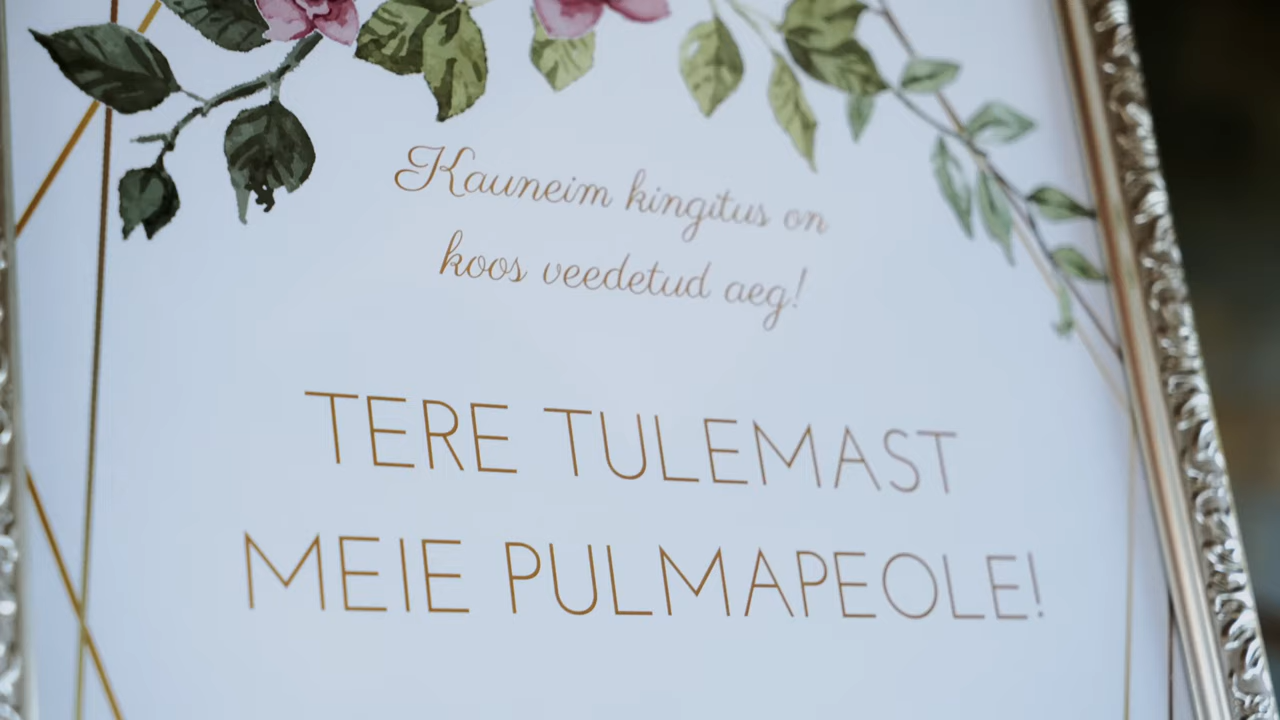 Kauneim kingitus on
koos veedetud aeg!
TERE TULEMAST
MEIE PULMAPEOLE!